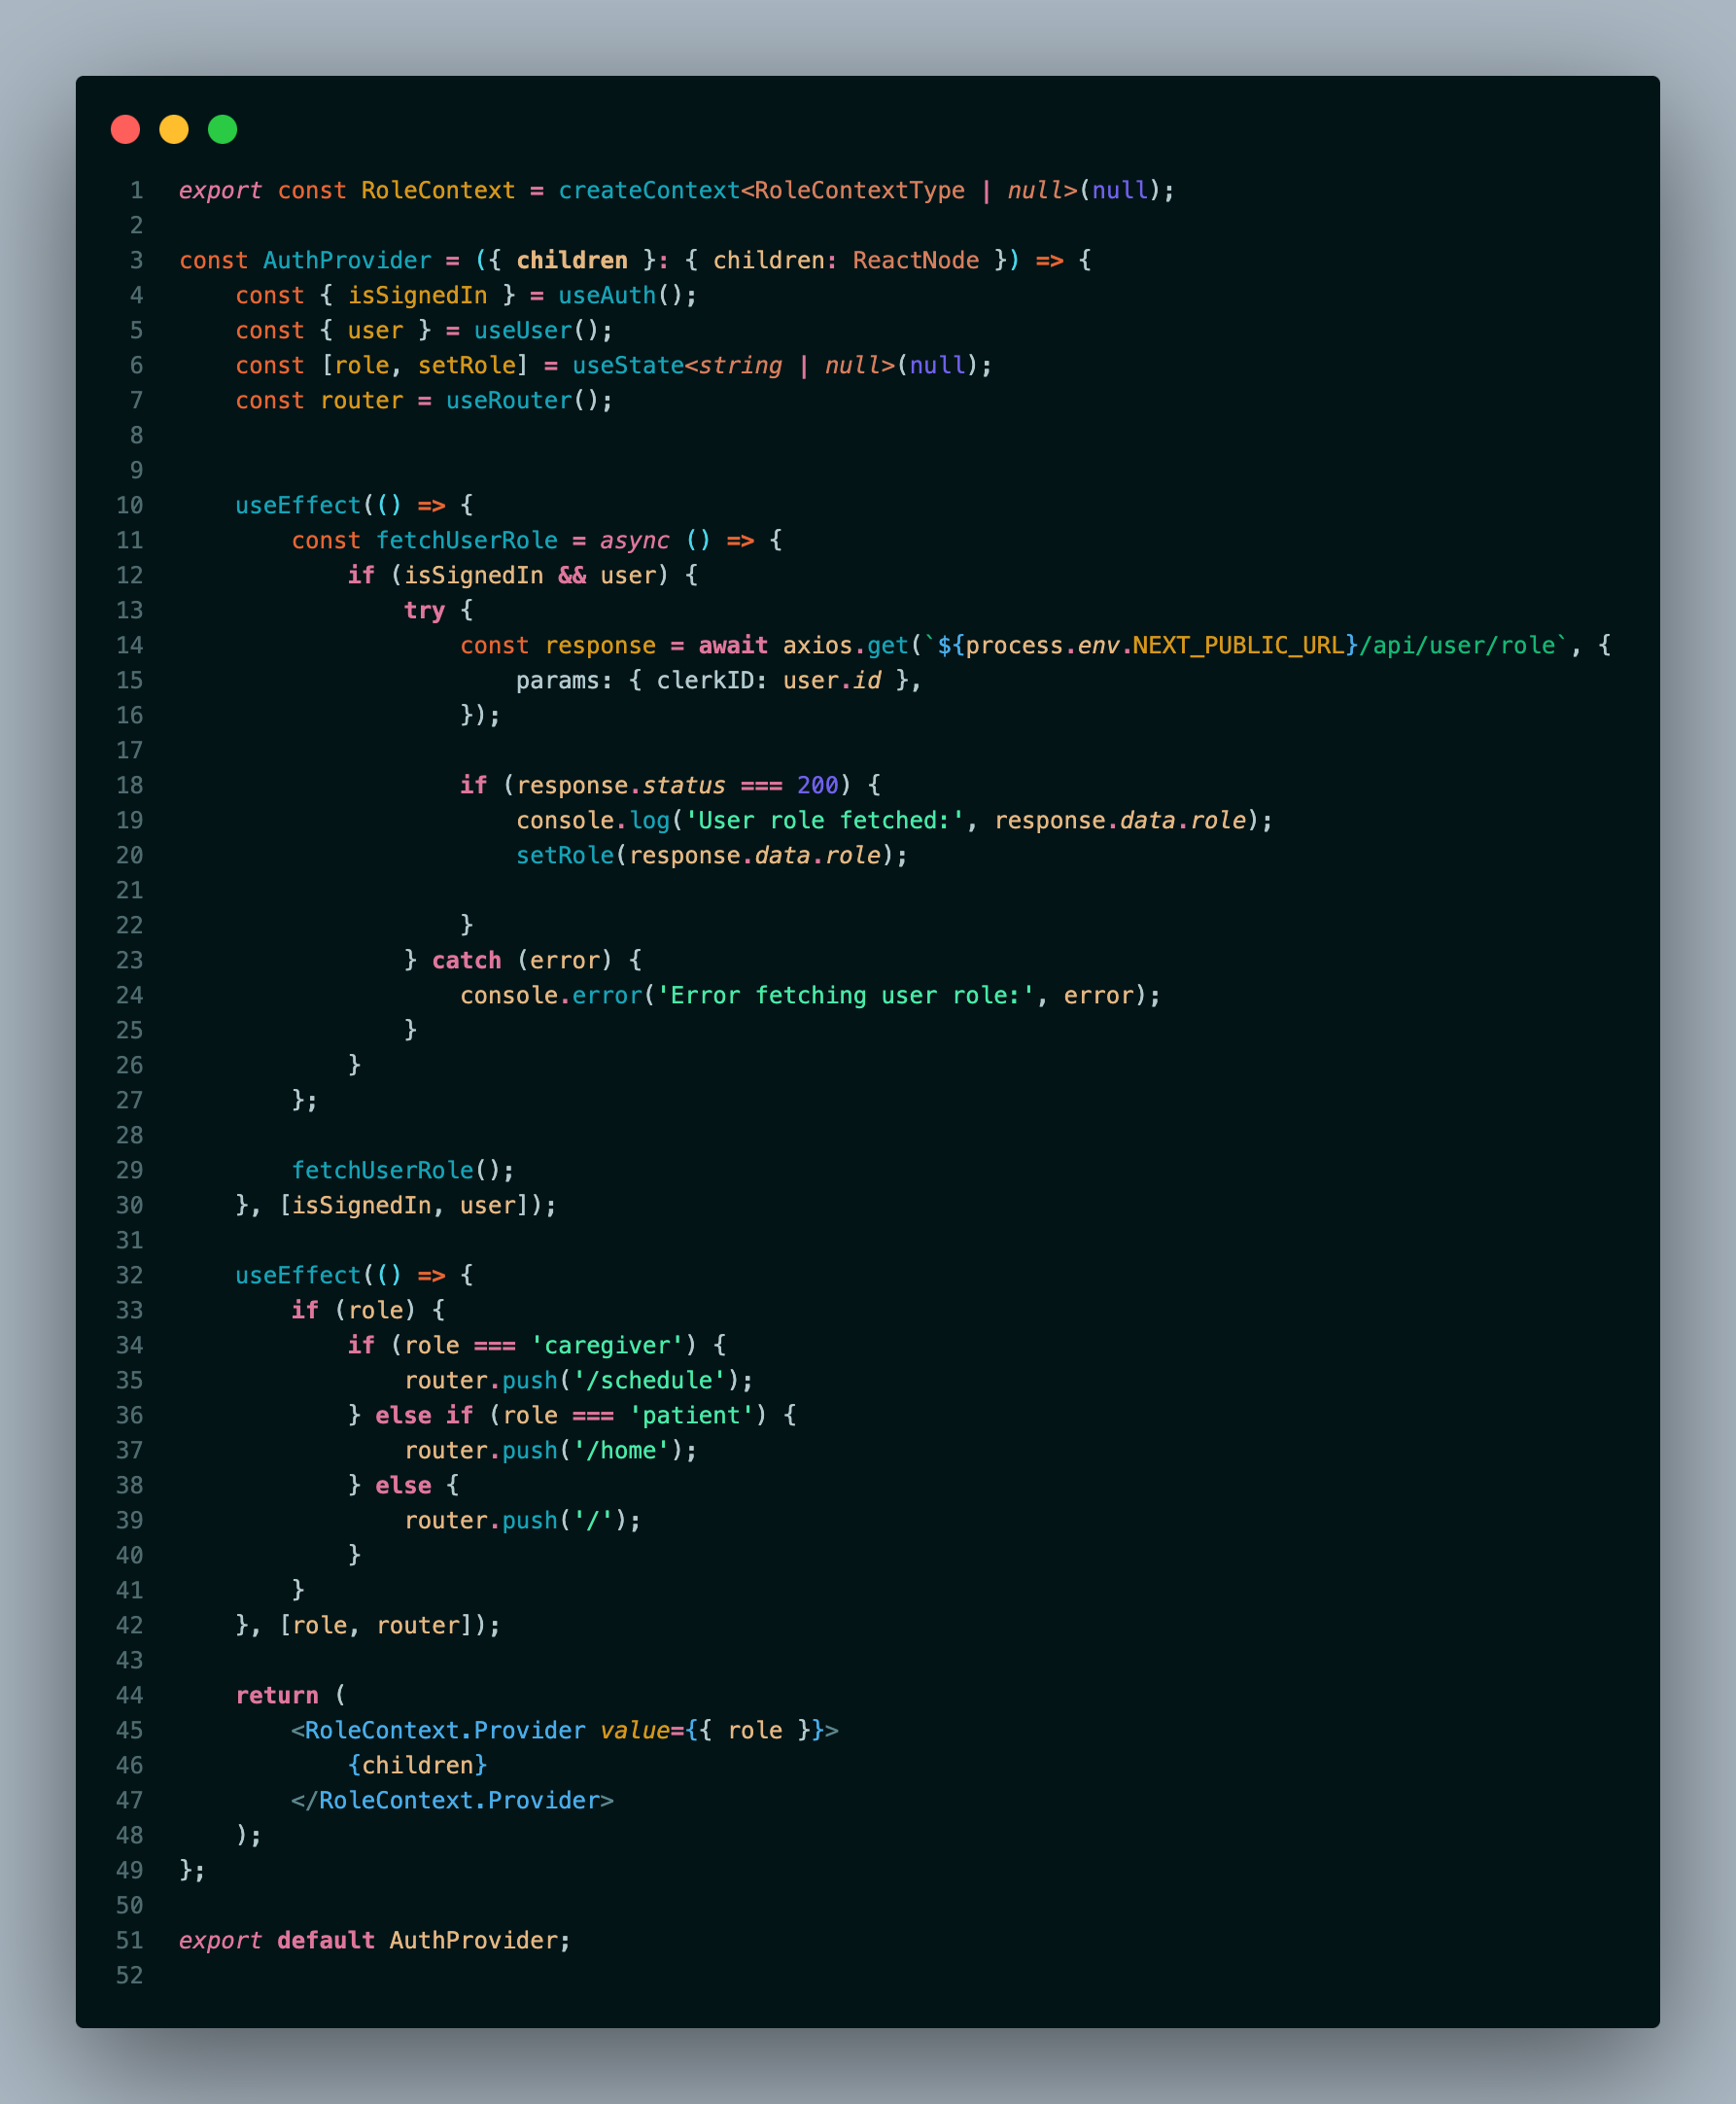 1 export const RoleContext = createContext<RoleContextType | null>(null);
2
3 const AuthProvider = ({ children }: { children: ReactNode }) => {
4     const { isSignedIn } = useAuth();
5     const { user } = useUser();
6     const [role, setRole] = useState<string | null>(null);
7     const router = useRouter();
8
9
10     useEffect(() => {
11         const fetchUserRole = async () => {
12             if (isSignedIn && user) {
13                 try {
14                     const response = await axios.get(`${process.env.NEXT_PUBLIC_URL}/api/user/role`, {
15                         params: { clerkID: user.id },
16                     });
17
18                     if (response.status === 200) {
19                         console.log('User role fetched:', response.data.role);
20                         setRole(response.data.role);
21
22                     }
23                 } catch (error) {
24                     console.error('Error fetching user role:', error);
25                 }
26             }
27         };
28
29         fetchUserRole();
30     }, [isSignedIn, user]);
31
32     useEffect(() => {
33         if (role) {
34             if (role === 'caregiver') {
35                 router.push('/schedule');
36             } else if (role === 'patient') {
37                 router.push('/home');
38             } else {
39                 router.push('/');
40             }
41         }
42     }, [role, router]);
43
44     return (
45         <RoleContext.Provider value={{ role }}>
46             {children}
47         </RoleContext.Provider>
48     );
49 };
50
51 export default AuthProvider;
52